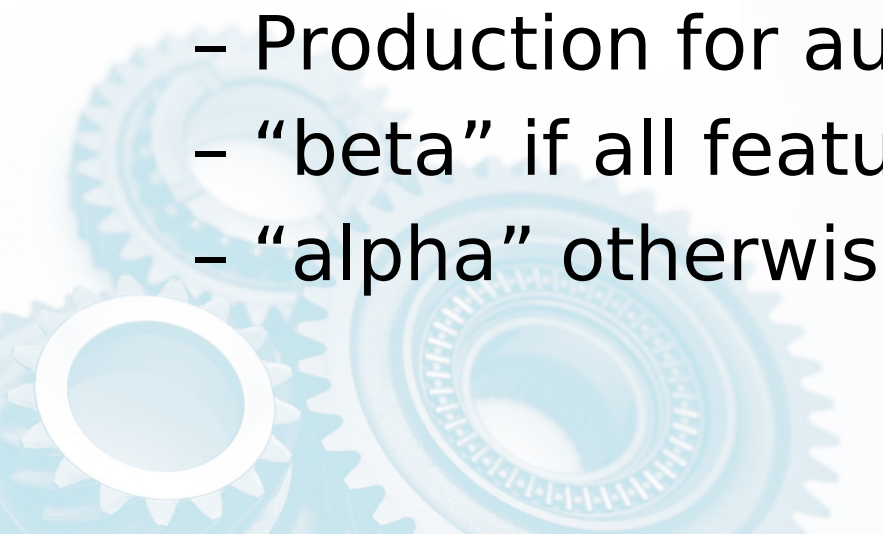 – Production for au
– “beta” if all featu
– “alpha” otherwis